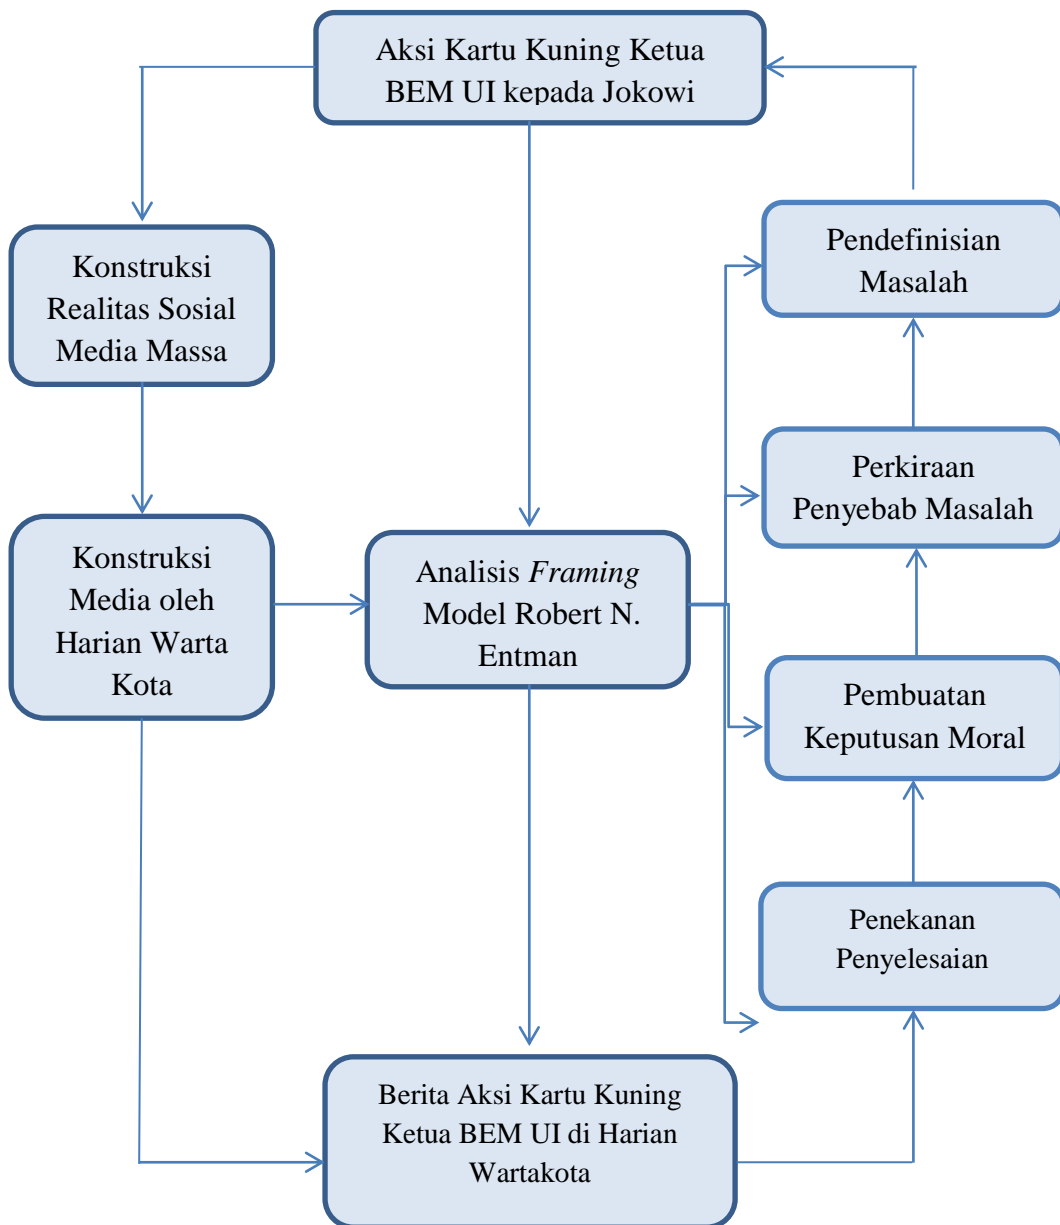 Aksi Kartu Kuning Ketua
BEM UI kepada Jokowi
Konstruksi
Realitas Sosial
Media Massa
Pendefinisian
Masalah
Perkiraan
Penyebab Masalah
Konstruksi
Media oleh
Harian Warta
Kota
Analisis Framing
Model Robert N.
Entman
Pembuatan
Keputusan Moral
Penekanan
Penyelesaian
Berita Aksi Kartu Kuning
Ketua BEM UI di Harian
Wartakota